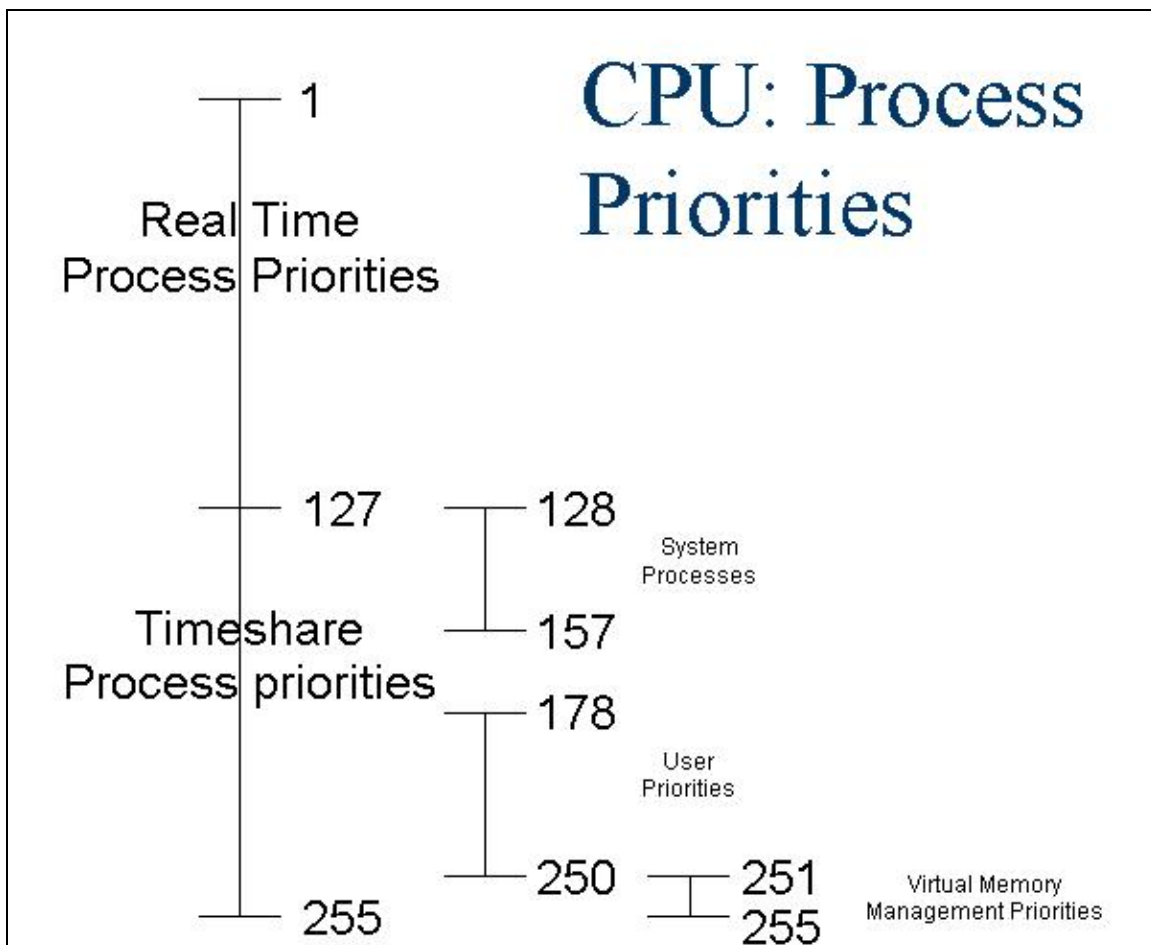 CPU: Process
Priorities
1
Real Time
Process Priorities
127
128
System
Processes
157
Timeshare
Process priorities
178
User
Priorities
250
251
255
255
Virtual Memory
Management Priorities